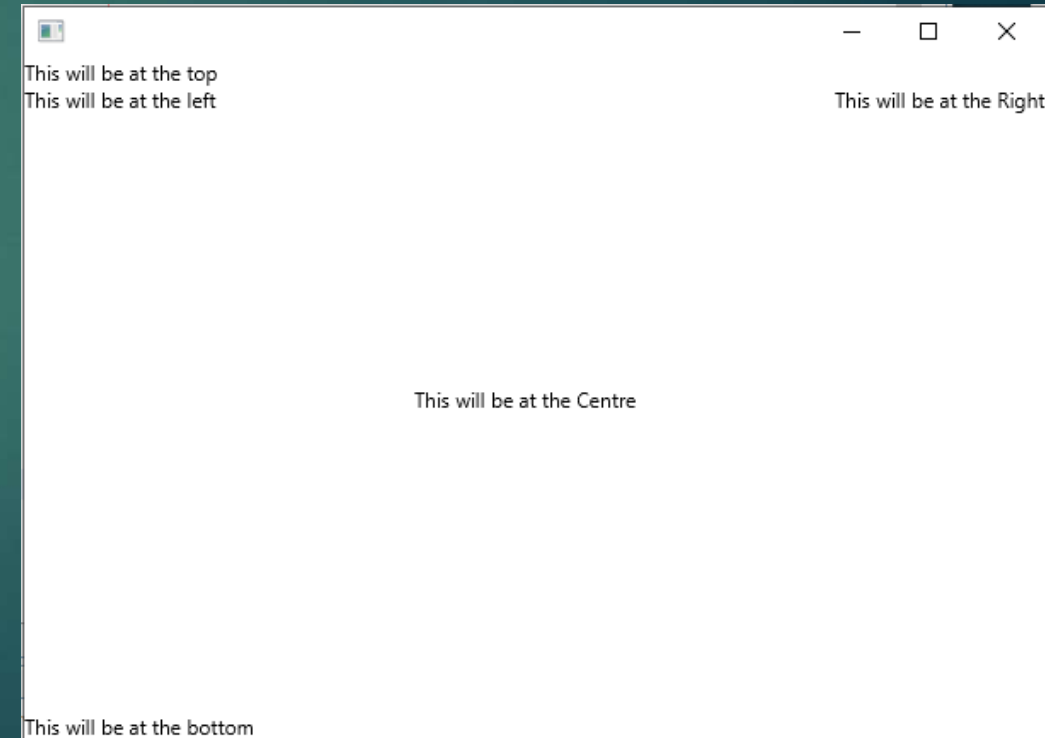 This will be at the top
This will be at the left
This will be at the Right
This will be at the Centre
This will be at the bottom